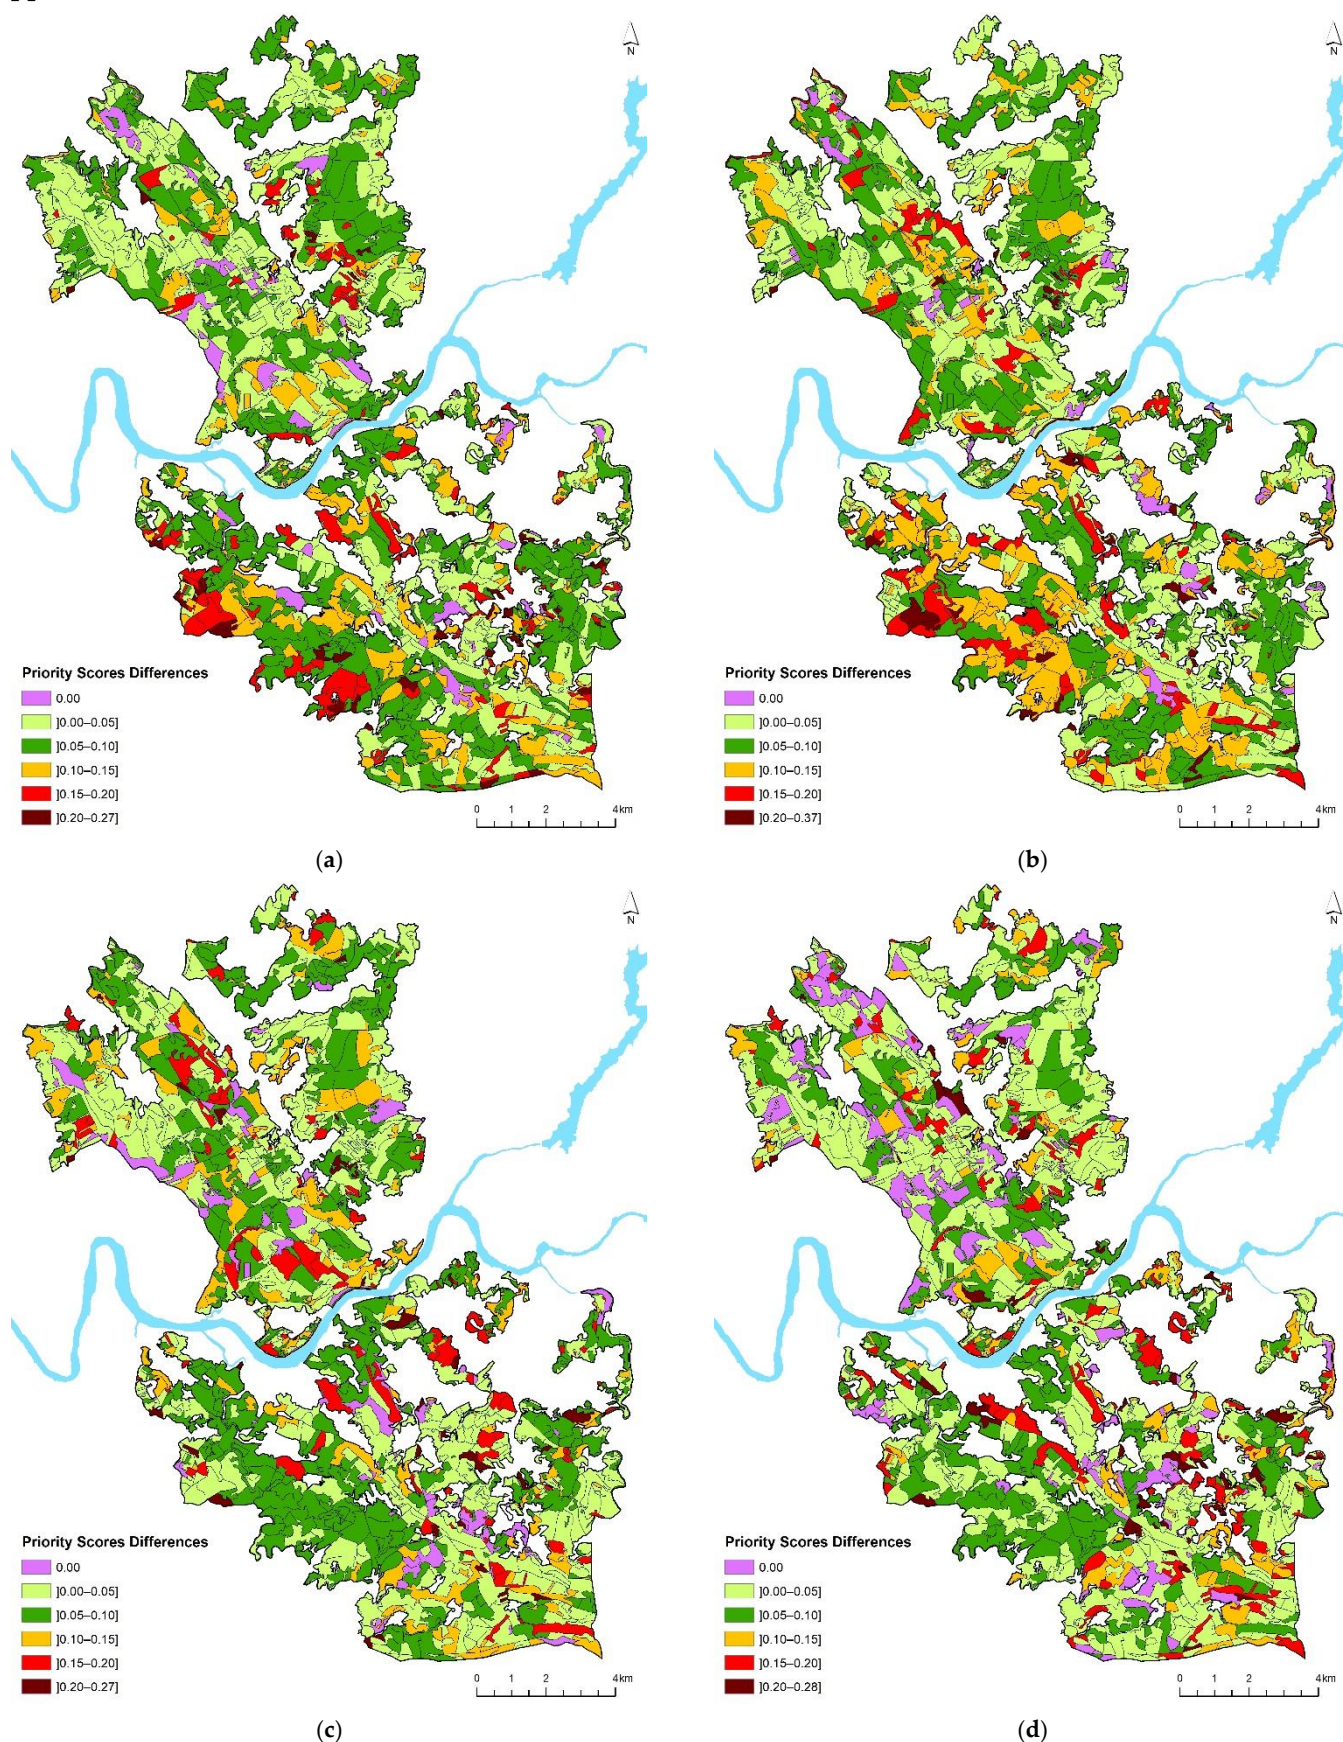 N
N
Priority Scores Differences
0.00
]0.00–0.05]
]0.05–0.10]
]0.10–0.15]
]0.15–0.20]
]0.20–0.27]
0 1 2 4 km
Priority Scores Differences
0.00
]0.00–0.05]
]0.05–0.10]
]0.10–0.15]
]0.15–0.20]
]0.20–0.37]
0 1 2 4 km
(a)
(b)
N
N
Priority Scores Differences
0.00
]0.00–0.05]
]0.05–0.10]
]0.10–0.15]
]0.15–0.20]
]0.20–0.27]
0 1 2 4 km
Priority Scores Differences
0.00
]0.00–0.05]
]0.05–0.10]
]0.10–0.15]
]0.15–0.20]
]0.20–0.28]
0 1 2 4 km
(c)
(d)